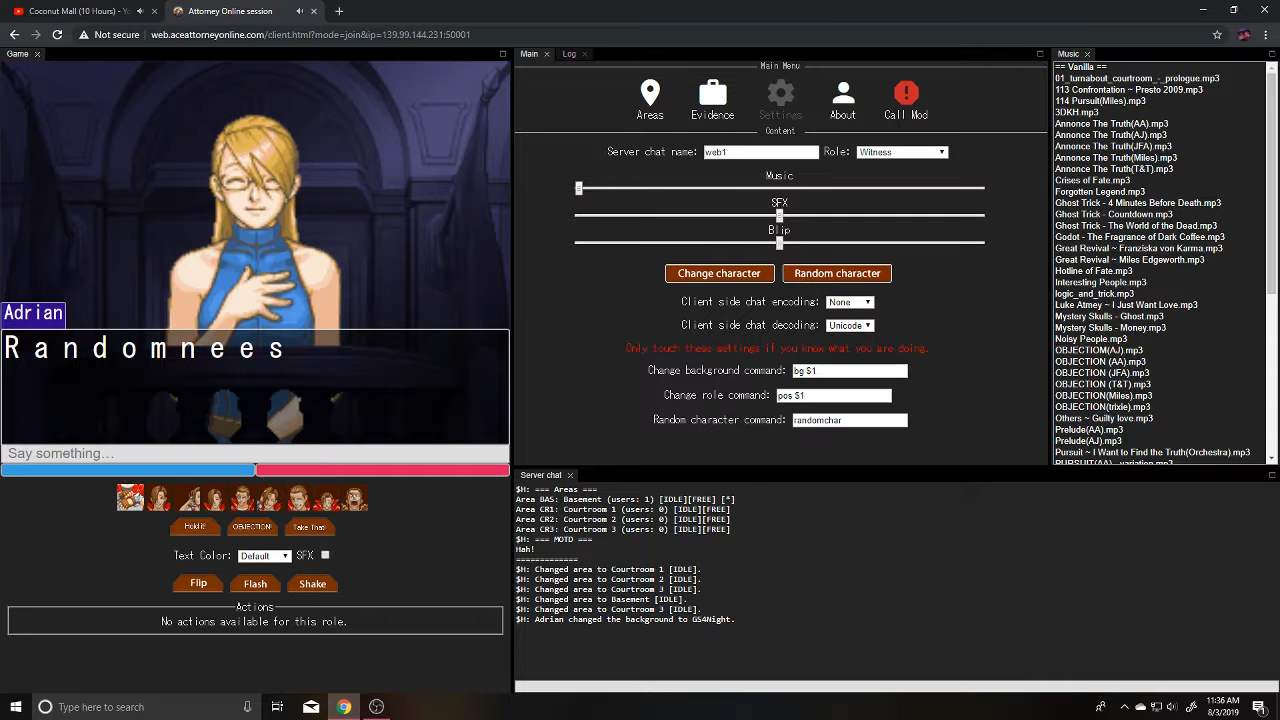 Coconut Mall (10 Hours) - Yo
Attorney Online session
Not secure | web.aceattorneyonline.com/client.html?mode=join&ip=139.99.144.231:50001
Game
Main
Log
Music
Main Menu
Areas
Evidence
Settings
About
Call Mod
Content
Server chat name: web1 Role: Witness
Music
SFX
Blip
Change character
Random character
Client side chat encoding: None
Client side chat decoding: Unicode
Only touch these settings if you know what you are doing.
Change background command: bg $1
Change role command: pos $1
Random character command: randomchar
== Vanilla ==
01_turnabout_courtroom_-_prologue.mp3
113 Confrontation ~ Presto 2009.mp3
114 Pursuit(Miles).mp3
3DKH.mp3
Annonce The Truth(AA).mp3
Annonce The Truth(AJ).mp3
Annonce The Truth(JFA).mp3
Annonce The Truth(Miles).mp3
Annonce The Truth(T&T).mp3
Crises of Fate.mp3
Forgotten Legend.mp3
Ghost Trick - 4 Minutes Before Death.mp3
Ghost Trick - Countdown.mp3
Ghost Trick - The World of the Dead.mp3
Godot - The Fragrance of Dark Coffee.mp3
Great Revival ~ Franziska von Karma.mp3
Great Revival ~ Miles Edgeworth.mp3
Hotline of Fate.mp3
Interesting People.mp3
logic_and_trick.mp3
Luke Atmey ~ I Just Want Love.mp3
Mystery Skulls - Ghost.mp3
Mystery Skulls - Money.mp3
Noisy People.mp3
OBJECTIOM(AJ).mp3
OBJECTION (AA).mp3
OBJECTION (JFA).mp3
OBJECTION (T&T).mp3
OBJECTION(Miles).mp3
OBJECTION(trixie).mp3
Others ~ Guilty love.mp3
Prelude(AA).mp3
Prelude(AJ).mp3
Pursuit ~ I Want to Find the Truth(Orchestra).mp3
PURSUIT(AA)_variation.mp3
Adrian
Randomnees
Say something...
Hold it!
OBJECTION!
Take That!
Text Color: Default SFX
Flip
Flash
Shake
Actions
No actions available for this role.
Server chat
$H: === Areas ===
Area BAS: Basement (users: 1) [IDLE][FREE] [*]
Area CR1: Courtroom 1 (users: 0) [IDLE][FREE]
Area CR2: Courtroom 2 (users: 0) [IDLE][FREE]
Area CR3: Courtroom 3 (users: 0) [IDLE][FREE]
$H: === MOTD ===
Hah!
=============
$H: Changed area to Courtroom 1 [IDLE].
$H: Changed area to Courtroom 2 [IDLE].
$H: Changed area to Courtroom 3 [IDLE].
$H: Changed area to Basement [IDLE].
$H: Changed area to Courtroom 3 [IDLE].
$H: Adrian changed the background to GS4Night.
Type here to search
11:36 AM
8/3/2019